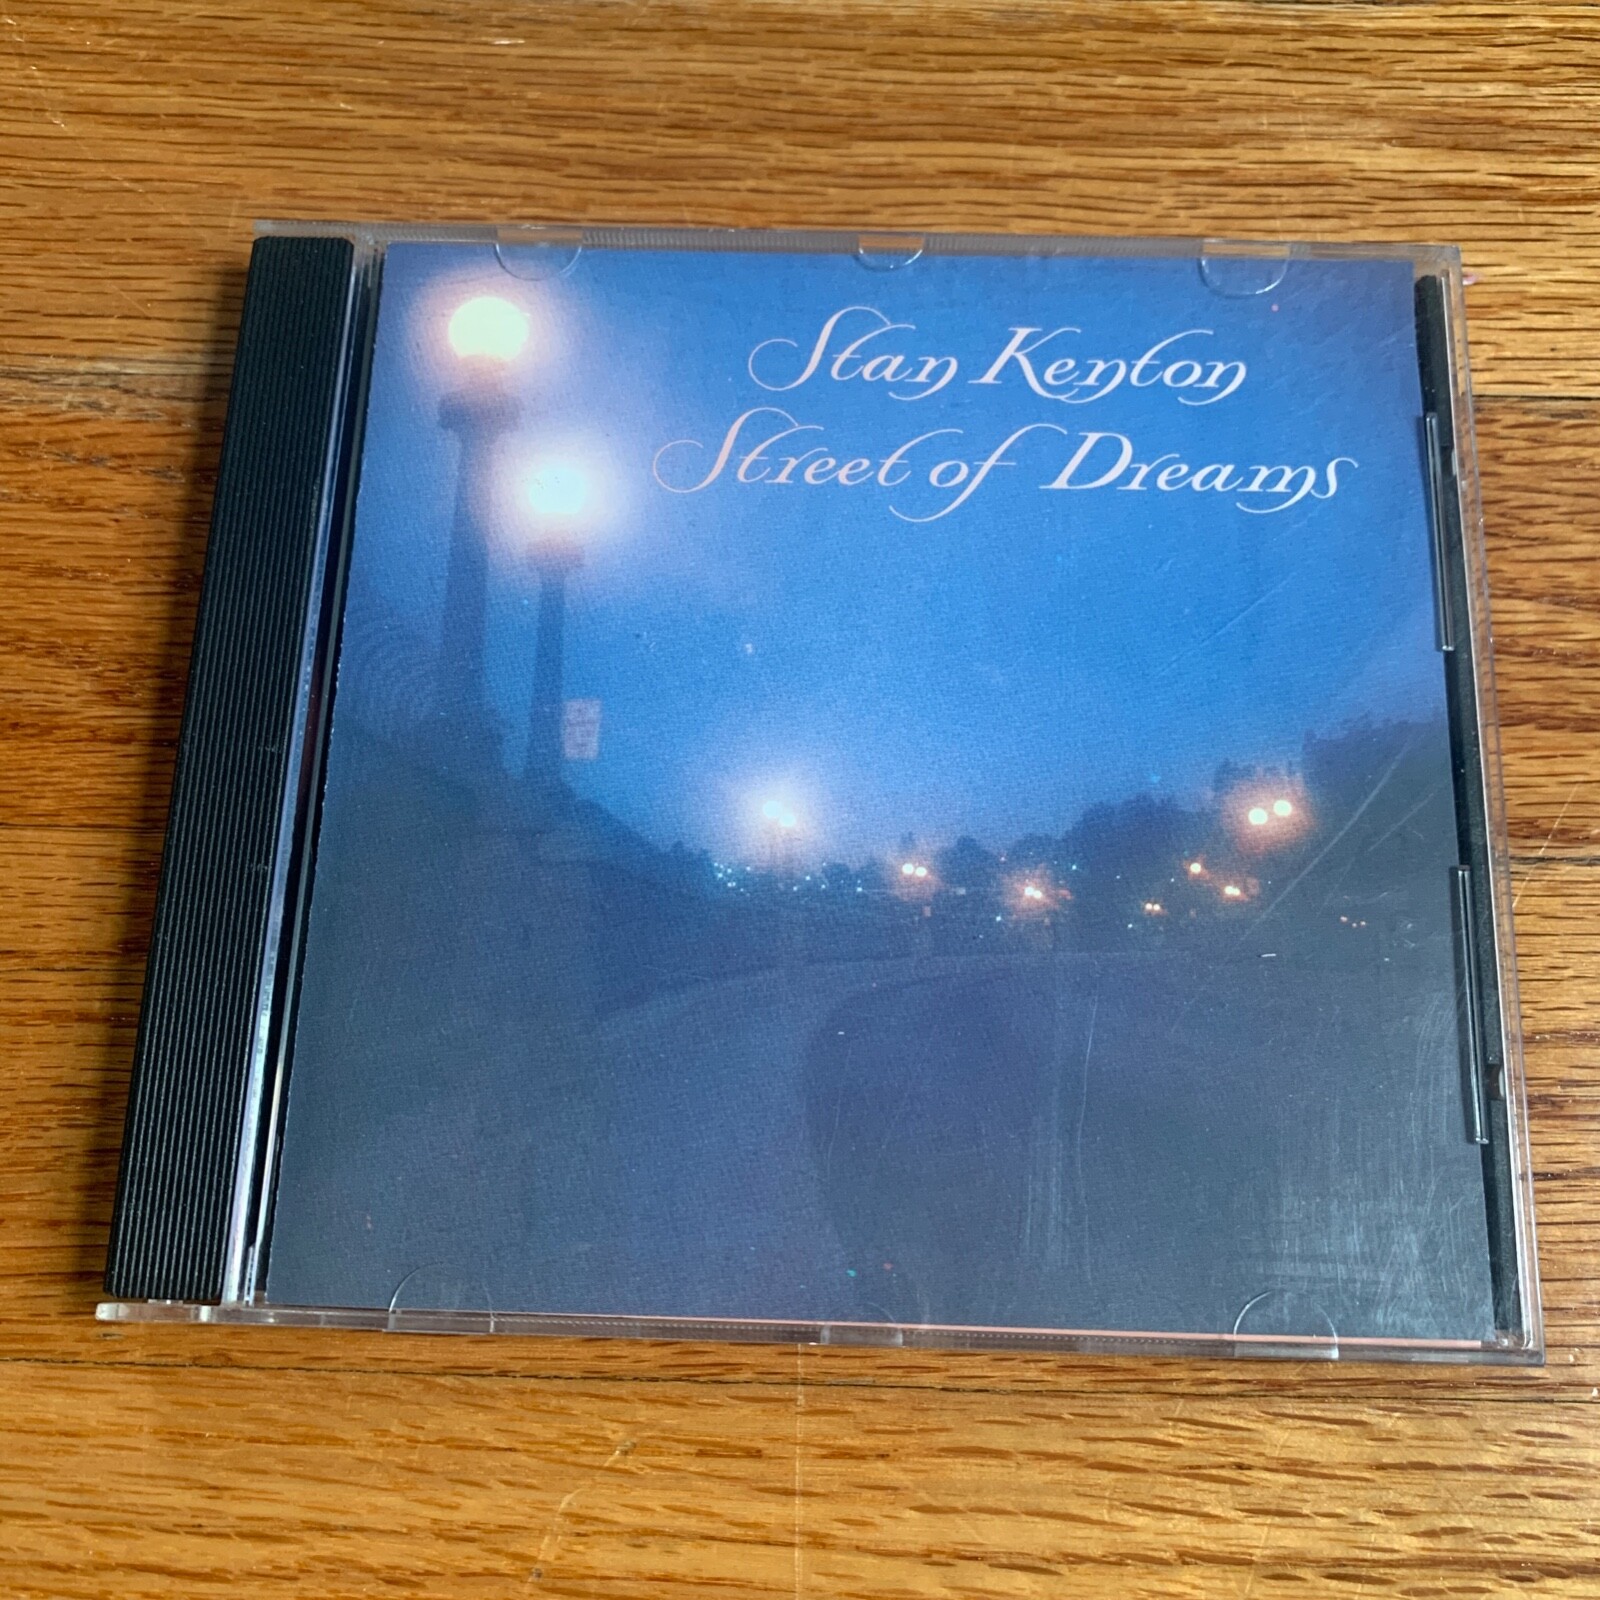 Stan Kenton
Street of Dreams